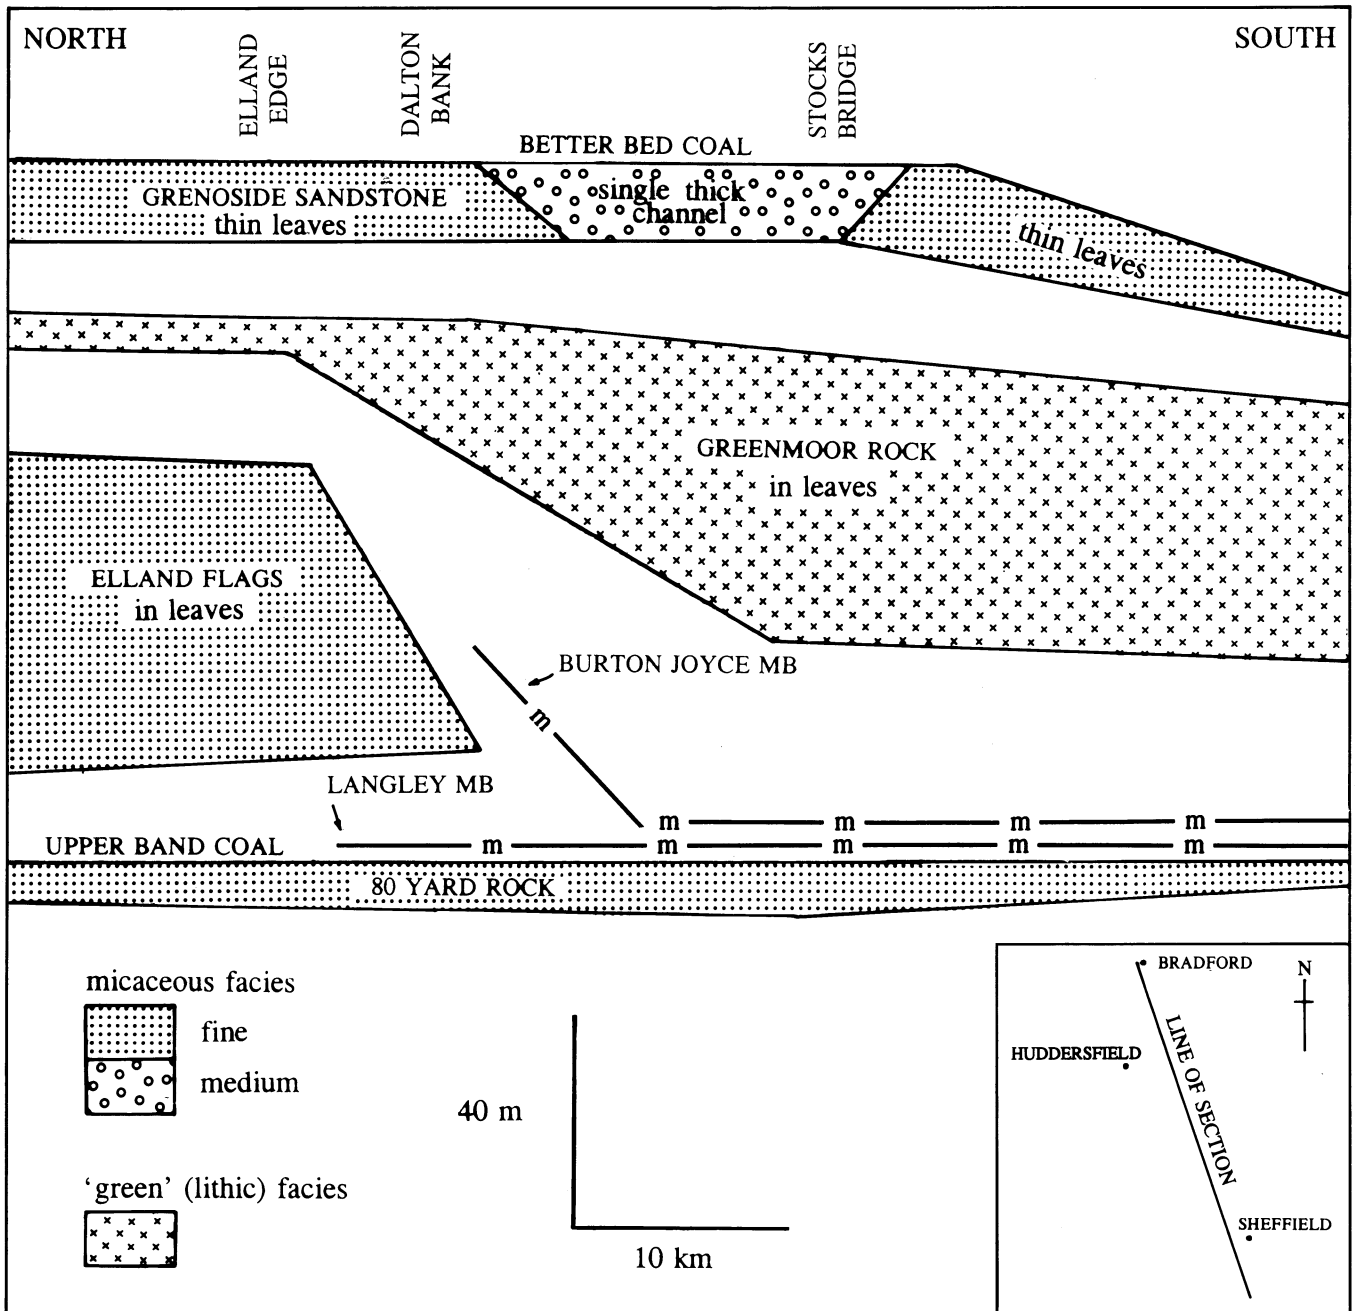 NORTH
SOUTH
ELLAND
EDGE
DALTON
BANK
STOCKS
BRIDGE
BETTER BED COAL
GRENOSIDE SANDSTONE
thin leaves
single thick
channel
thin leaves
GREENMOOR ROCK
in leaves
ELLAND FLAGS
in leaves
BURTON JOYCE MB
m
LANGLEY MB
m m m m
UPPER BAND COAL
m m m m m
80 YARD ROCK
micaceous facies
fine
medium
'green' (lithic) facies
40 m
10 km
BRADFORD
N
HUDDERSFIELD
LINE OF SECTION
SHEFFIELD